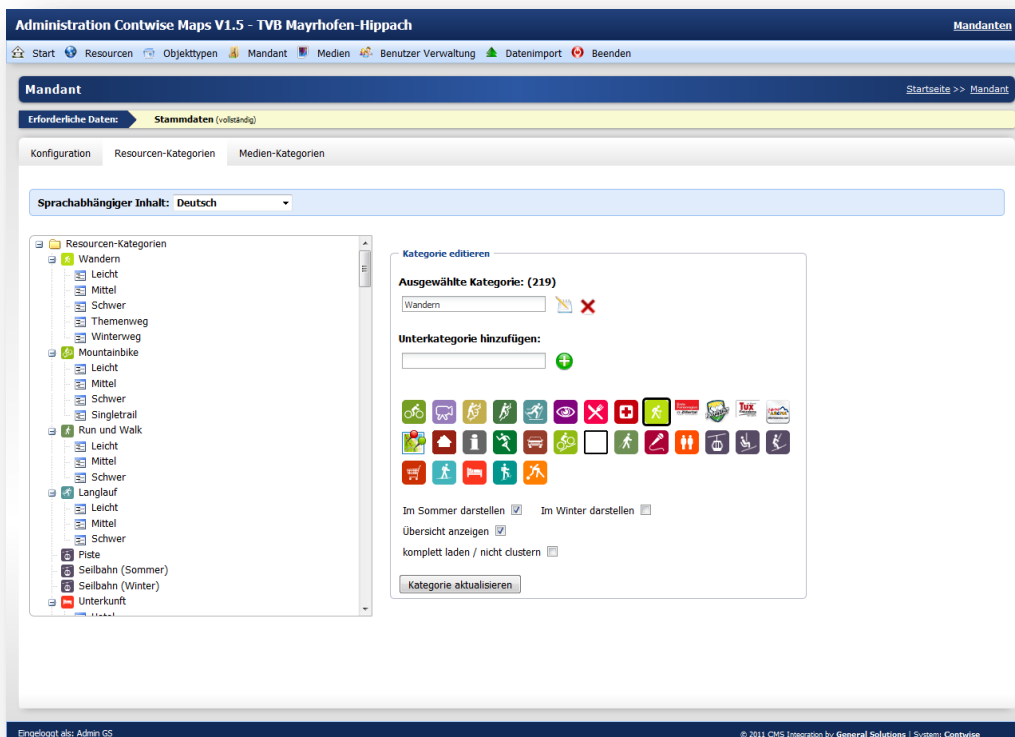 Administration Contwise Maps V1.5 - TVB Mayrhofen-Hippach
Mandanten
Start Resourcen Objekttypen Mandant Medien Benutzer Verwaltung Datenimport Beenden
Mandant
Startseite >> Mandant
Erforderliche Daten: Stammdaten (vollständig)
Konfiguration Resourcen-Kategorien Medien-Kategorien
Sprachabhängiger Inhalt: Deutsch
Resourcen-Kategorien
Wandern
Leicht
Mittel
Schwer
Themenweg
Winterweg
Mountainbike
Leicht
Mittel
Schwer
Singletrail
Run und Walk
Leicht
Mittel
Schwer
Langlauf
Leicht
Mittel
Schwer
Piste
Seilbahn (Sommer)
Seilbahn (Winter)
Unterkunft
Hotel
Kategorie editieren
Ausgewählte Kategorie: (219)
Wandern
Unterkategorie hinzufügen:
Tux
Im Sommer darstellen Im Winter darstellen
Übersicht anzeigen
komplett laden / nicht clustern
Kategorie aktualisieren
Eingeloggt als: Admin GS
© 2011 CMS Integration by General Solutions | System: Contwise